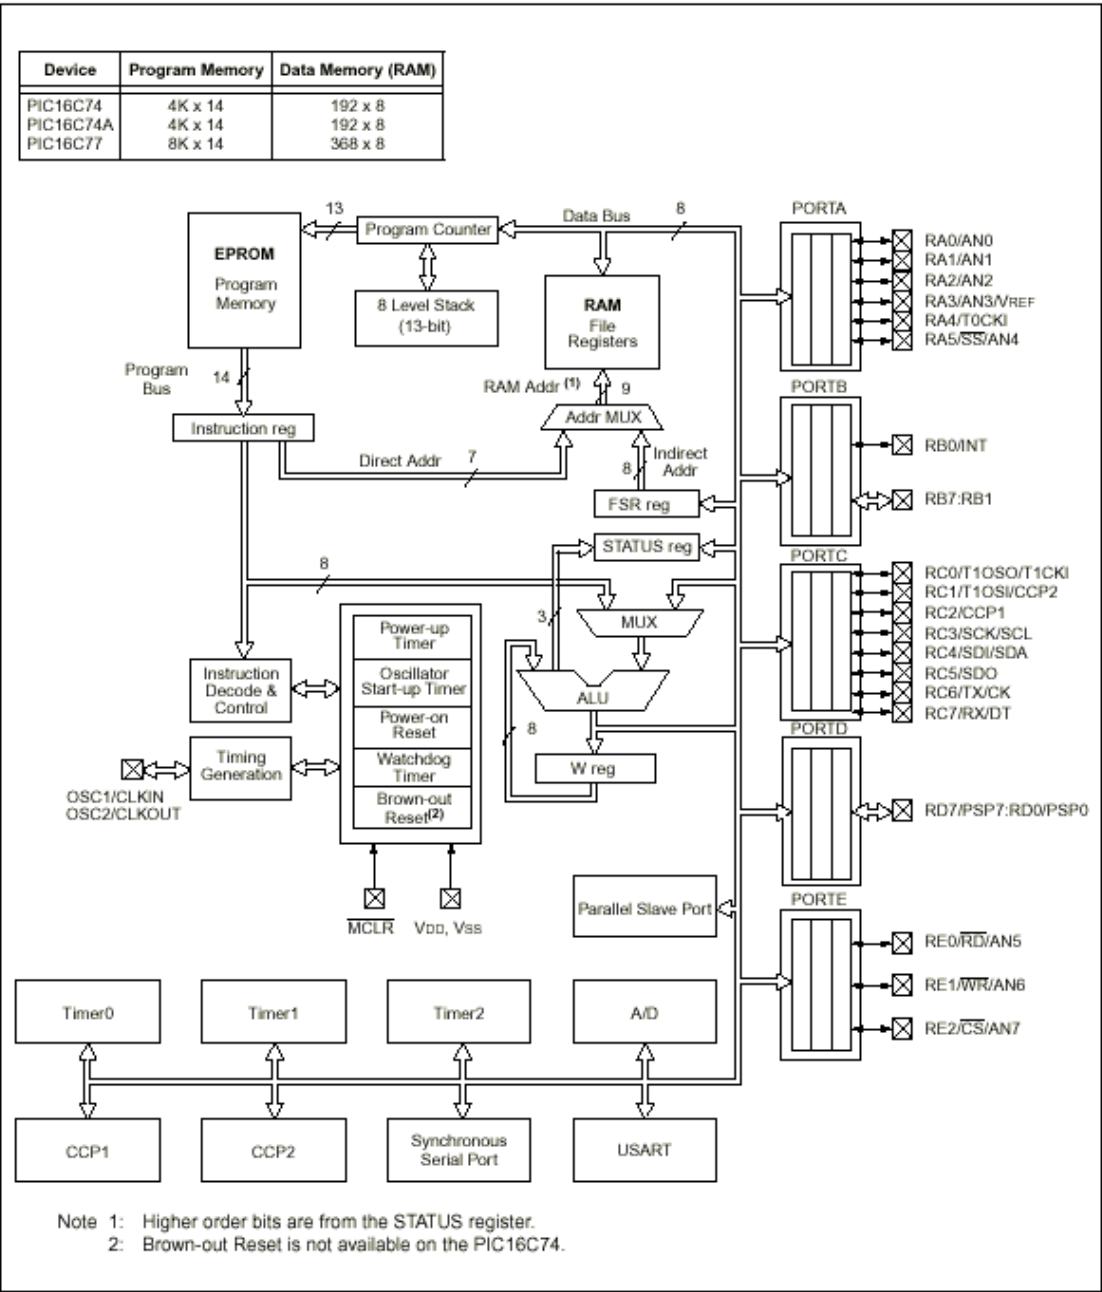 Device Program Memory Data Memory (RAM)
PIC16C74 4K x 14 192 x 8
PIC16C74A 4K x 14 192 x 8
PIC16C77 8K x 14 368 x 8
EPROM
Program
Memory
13
Program Counter
Data Bus
8
8 Level Stack
(13-bit)
RAM
File
Registers
Program
Bus
14
RAM Addr (1)
9
Addr MUX
Instruction reg
Direct Addr
7
8
Indirect
Addr
FSR reg
STATUS reg
8
3
MUX
ALU
8
W reg
Power-up
Timer
Oscillator
Start-up Timer
Power-on
Reset
Watchdog
Timer
Brown-out
Reset(2)
Instruction
Decode &
Control
Timing
Generation
OSC1/CLKIN
OSC2/CLKOUT
MCLR
VDD, VSS
Parallel Slave Port
PORTA
RA0/AN0
RA1/AN1
RA2/AN2
RA3/AN3/VREF
RA4/T0CKI
RA5/SS/AN4
PORTB
RB0/INT
RB7:RB1
PORTC
RC0/T1OSO/T1CKI
RC1/T1OSI/CCP2
RC2/CCP1
RC3/SCK/SCL
RC4/SDI/SDA
RC5/SDO
RC6/TX/CK
RC7/RX/DT
PORTD
RD7/PSP7:RD0/PSP0
PORTE
RE0/RD/AN5
RE1/WR/AN6
RE2/CS/AN7
Timer0
Timer1
Timer2
A/D
CCP1
CCP2
Synchronous
Serial Port
USART
Note 1: Higher order bits are from the STATUS register.
2: Brown-out Reset is not available on the PIC16C74.